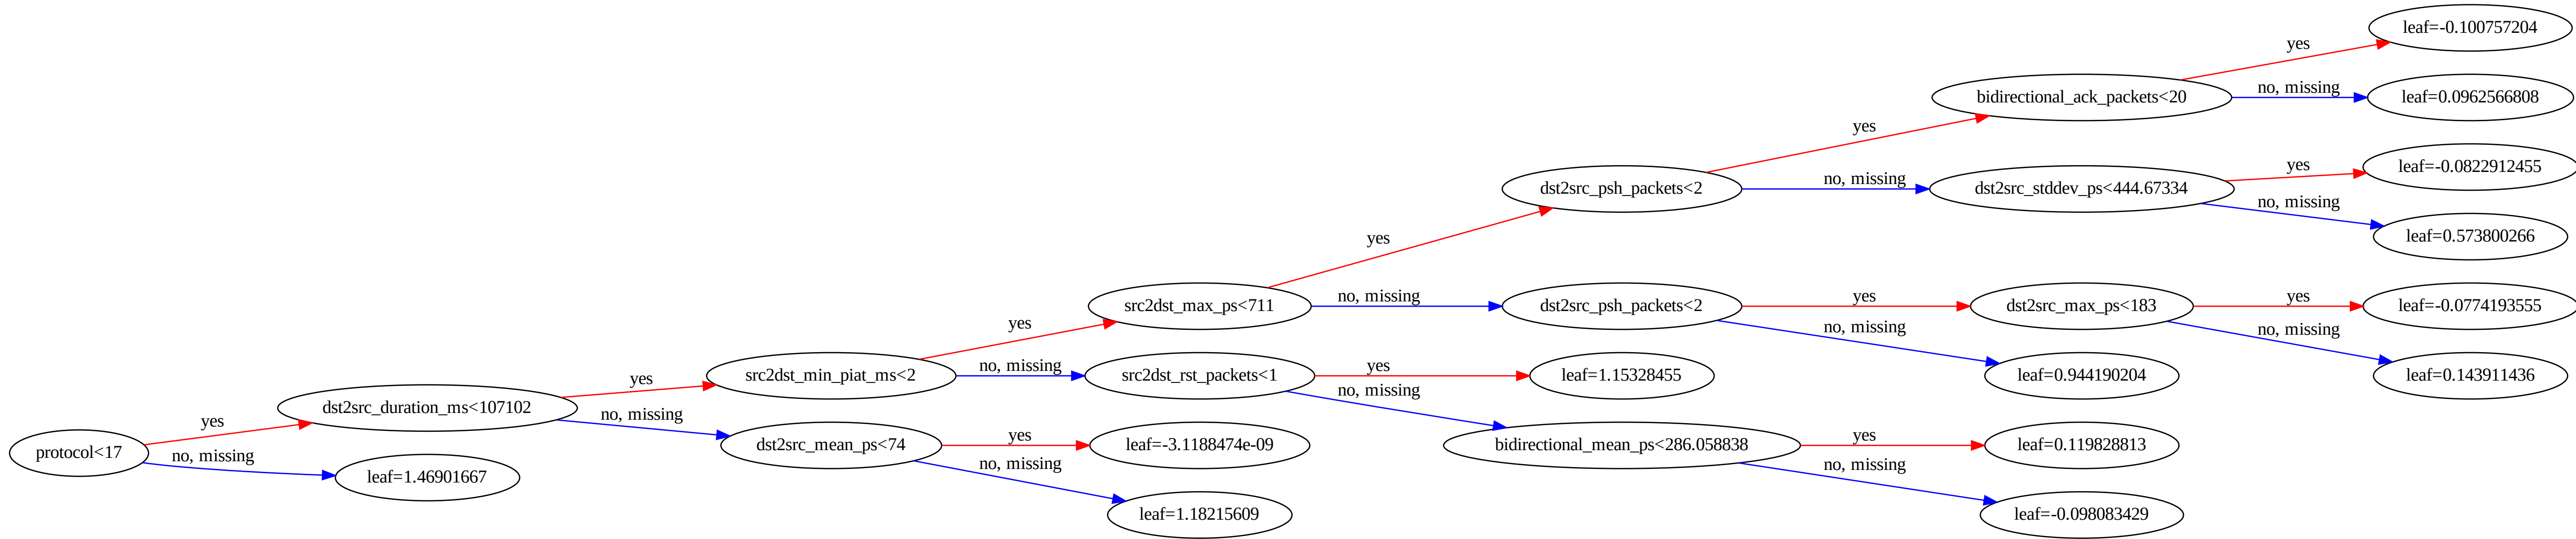 leaf=-0.100757204
yes
bidirectional_ack_packets<20
no, missing
leaf=0.0962566808
yes
dst2src_psh_packets<2
no, missing
dst2src_stddev_ps<444.67334
yes
leaf=-0.0822912455
no, missing
leaf=0.573800266
yes
src2dst_max_ps<711
no, missing
dst2src_psh_packets<2
yes
dst2src_max_ps<183
yes
leaf=-0.0774193555
no, missing
leaf=0.143911436
no, missing
leaf=0.944190204
yes
src2dst_min_piat_ms<2
no, missing
src2dst_rst_packets<1
yes
leaf=1.15328455
no, missing
bidirectional_mean_ps<286.058838
yes
leaf=0.119828813
no, missing
leaf=-0.098083429
yes
dst2src_duration_ms<107102
no, missing
dst2src_mean_ps<74
yes
leaf=-3.1188474e-09
no, missing
leaf=1.18215609
protocol<17
yes
no, missing
leaf=1.46901667